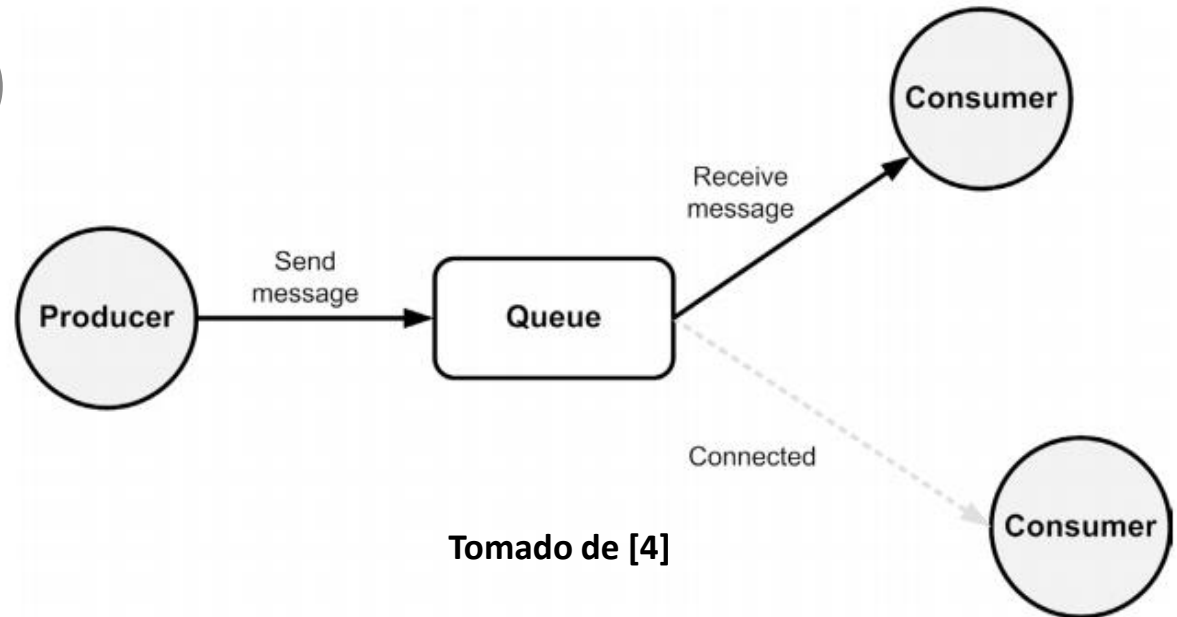 Consumer
Receive
message
Send
message
Producer
Queue
Connected
Consumer
Tomado de [4]